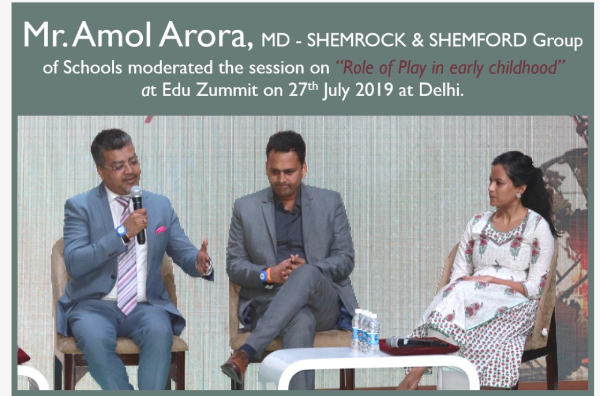 Mr. Amol Arora, MD - SHEMROCK & SHEMFORD Group
of Schools moderated the session on “Role of Play in early childhood”
at Edu Zummit on 27th July 2019 at Delhi.